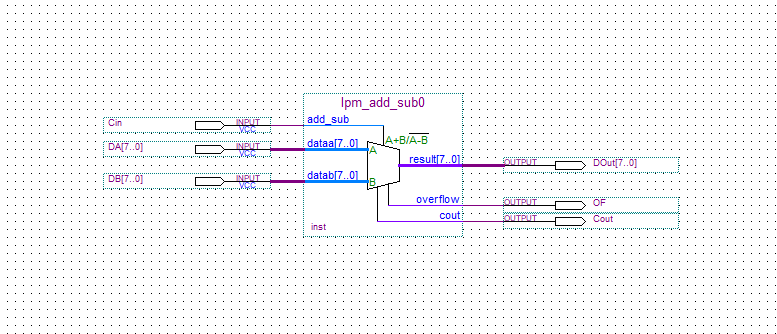 lpm_add_sub0
Cin INPUT VCC add_sub
A+B/A-B
DA[7..0] INPUT VCC dataa[7..0] A
result[7..0] OUTPUT DOut[7..0]
DB[7..0] INPUT VCC datab[7..0] B
overflow OUTPUT OF
cout OUTPUT Cout
inst